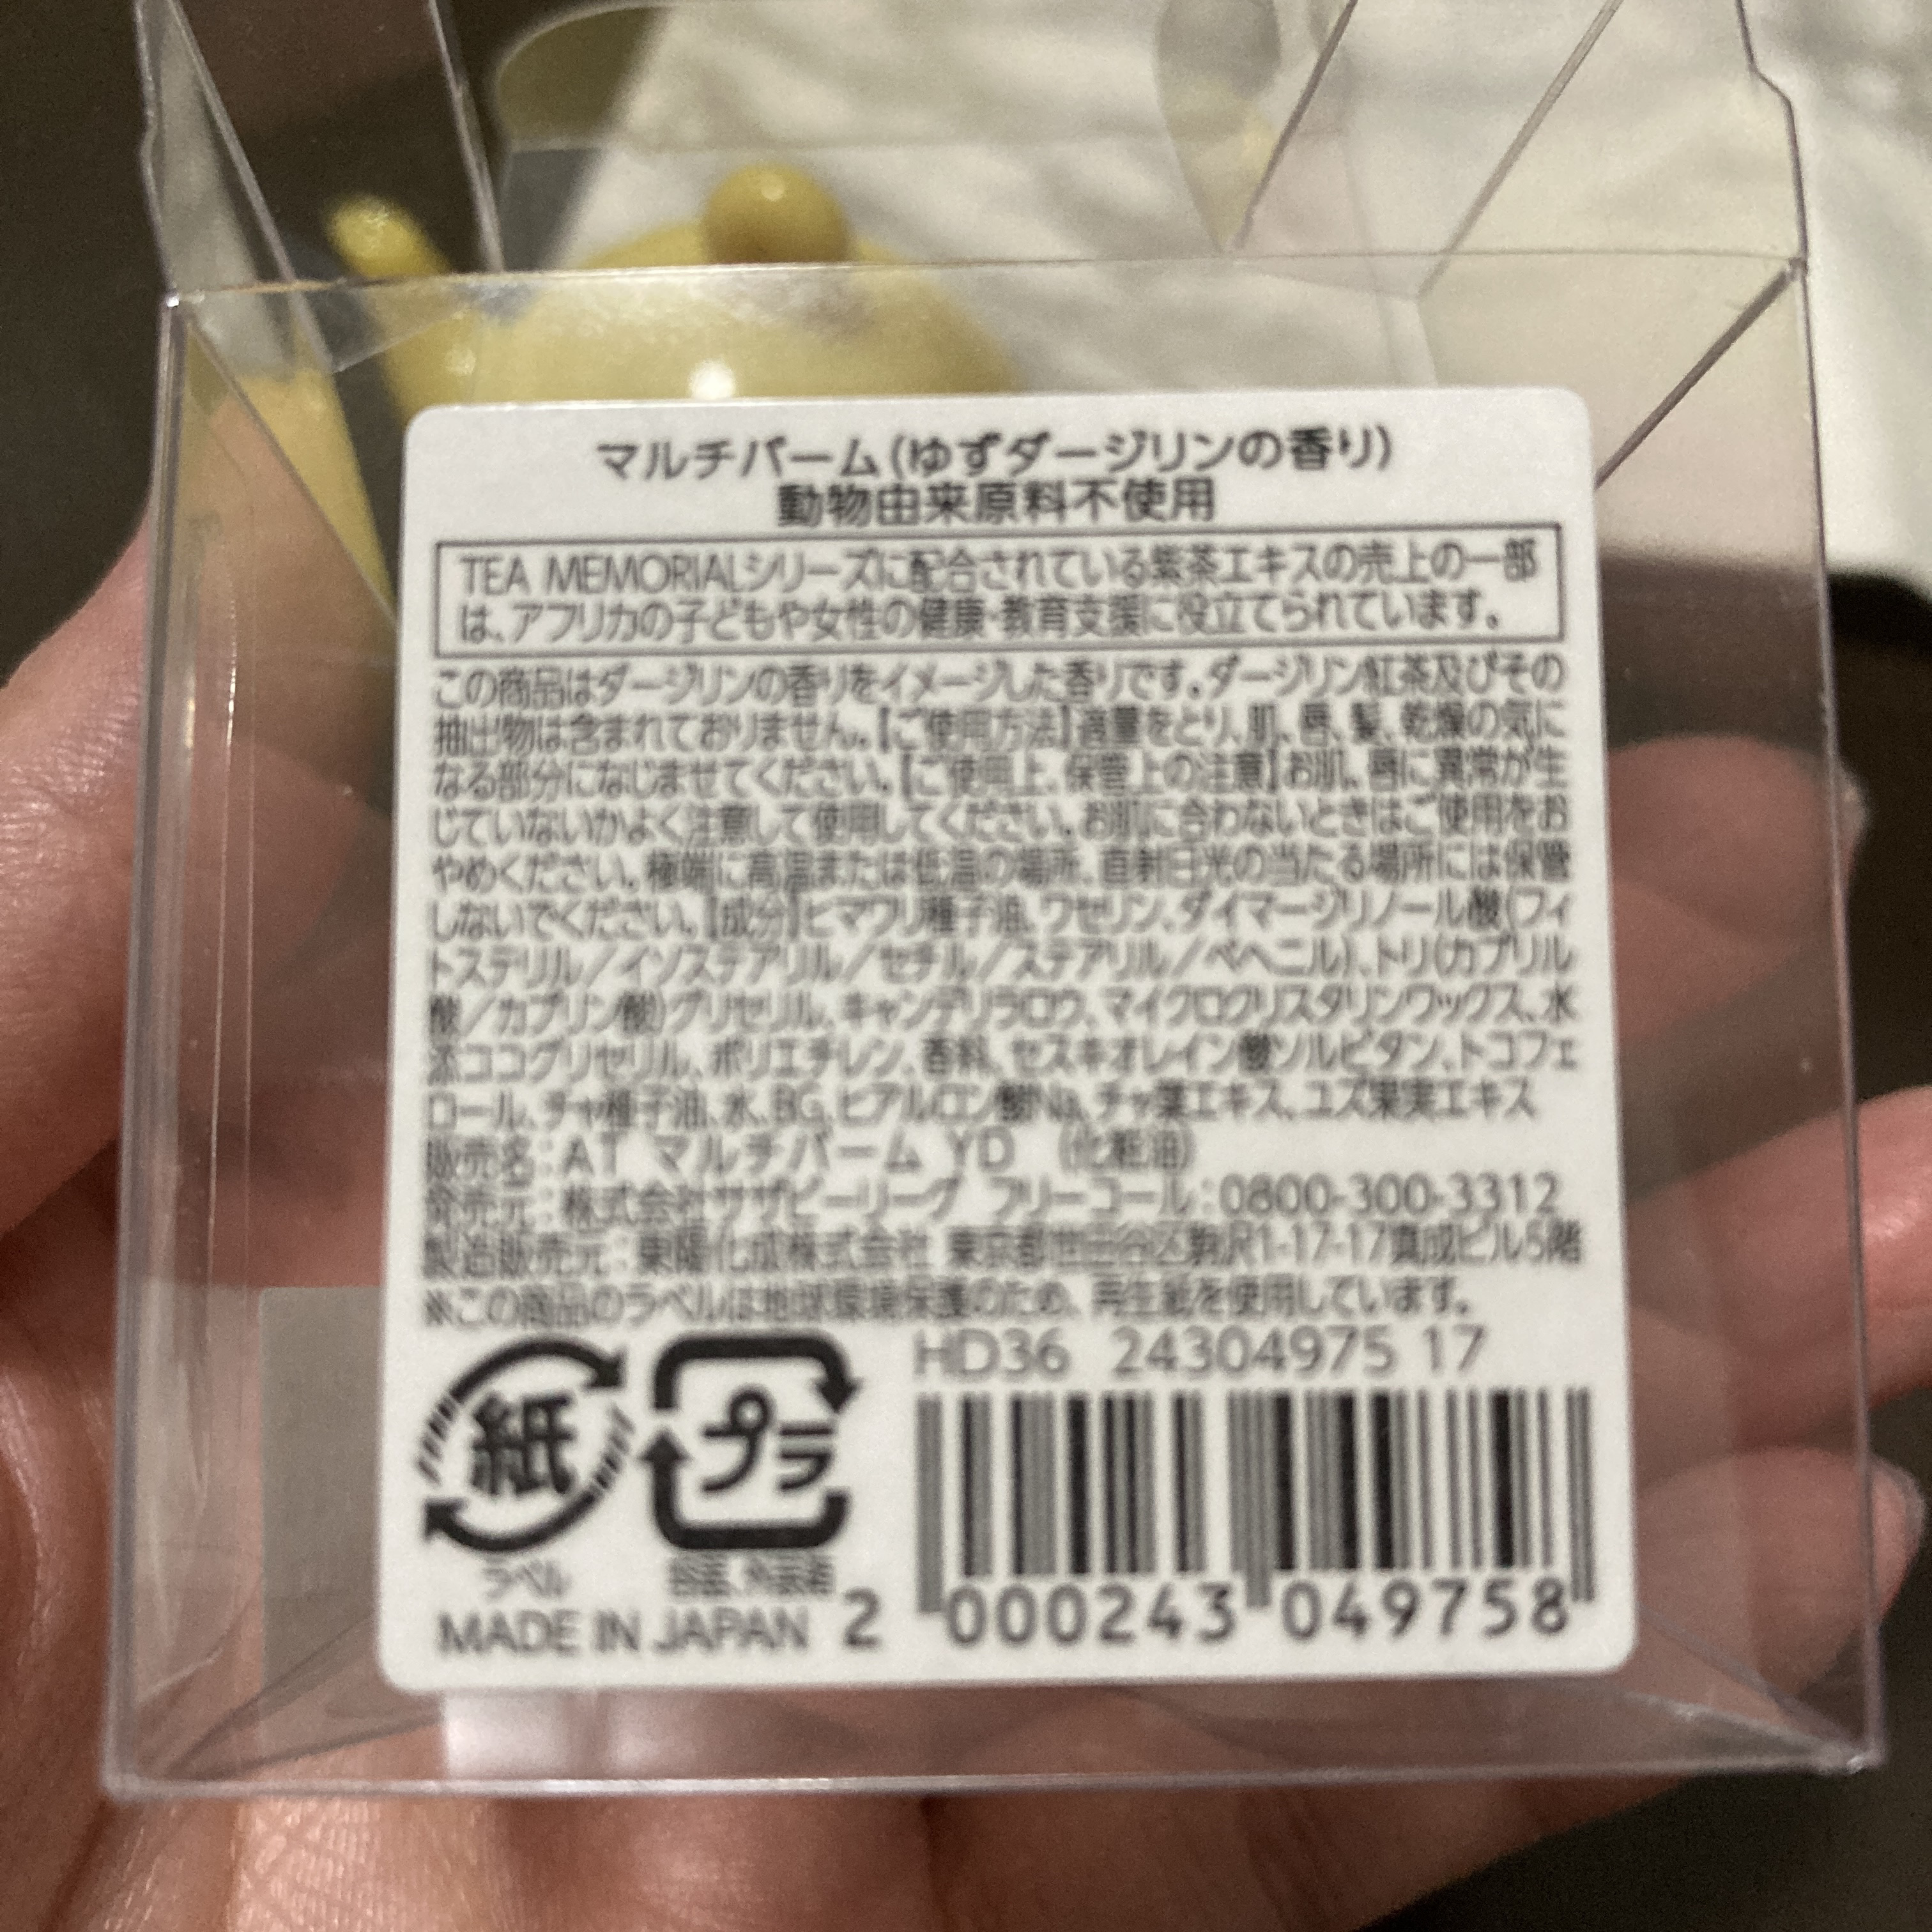 マルチバーム(ゆずダージリンの香り)
動物由来原料不使用
TEA MEMORIALシリーズに配合されている紫茶エキスの売上の一部
は、アフリカの子どもや女性の健康・教育支援に役立てられています。
この商品はダージリンの香りをイメージした香りです。ダージリン紅茶及びその
抽出物は含まれておりません。【ご使用方法】適量をとり、肌、唇、髪、乾燥の気に
なる部分になじませてください。【ご使用上、保管上の注意】お肌、唇に異常が生
じていないかよく注意して使用してください。お肌に合わないときはご使用をお
やめください。極端に高温または低温の場所、直射日光の当たる場所には保管
しないでください。【成分】ヒマワリ種子油、ワセリン、ダイマージリノール酸(フィ
トステリル/イソステアリル/セチル/ステアリル/ベヘニル)、トリ(カプリル
酸/カプリン酸)グリセリル、キャンデリラロウ、マイクロクリスタリンワックス、水
添ココグリセリル、ポリエチレン、香料、セスキオレイン酸ソルビタン、トコフェ
ロール、チャ種子油、水、BG、ヒアルロン酸Na、チャ葉エキス、ユズ果実エキス
販売名：AT マルチバーム YD (化粧油)
発売元：株式会社サザビーリーグ フリーコール：0800-300-3312
製造販売元：東陽化成株式会社 東京都世田谷区駒沢1-17-17真成ビル5階
※この商品のラベルは地球環境保護のため、再生紙を使用しています。
HD36 24304975 17
紙 プラ
ラベル 容器、外装箱
MADE IN JAPAN 2 000243 049758